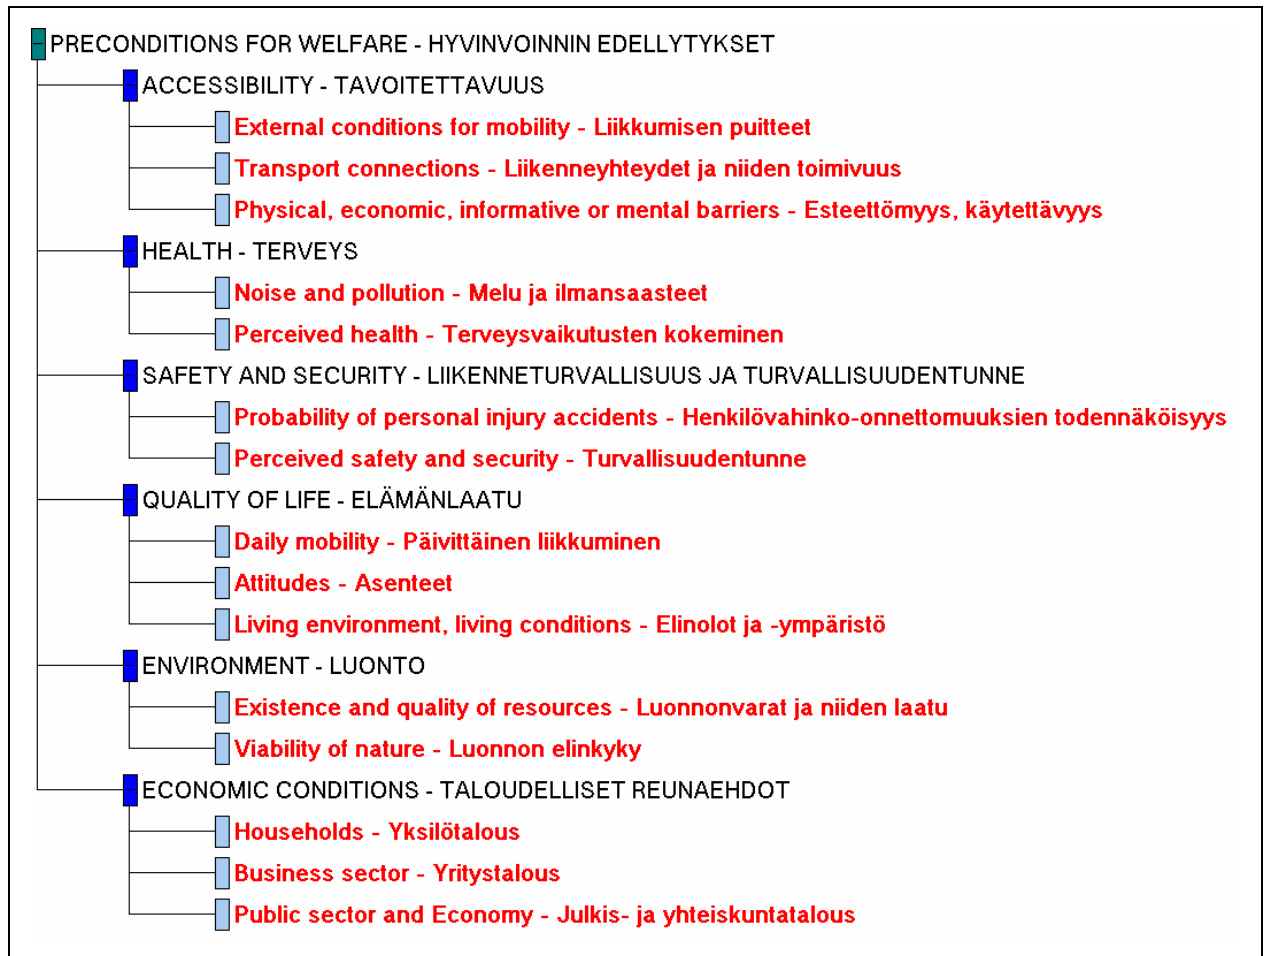 PRECONDITIONS FOR WELFARE - HYVINVOINNIN EDELLYTYKSET
ACCESSIBILITY - TAVOITETTAVUUS
External conditions for mobility - Liikkumisen puitteet
Transport connections - Liikenneyhteydet ja niiden toimivuus
Physical, economic, informative or mental barriers - Esteettömyys, käytettävyys
HEALTH - TERVEYS
Noise and pollution - Melu ja ilmansaasteet
Perceived health - Terveysvaikutusten kokeminen
SAFETY AND SECURITY - LIIKENNETURVALLISUUS JA TURVALLISUUDENTUNNE
Probability of personal injury accidents - Henkilövahinko-onnettomuuksien todennäköisyys
Perceived safety and security - Turvallisuudentunne
QUALITY OF LIFE - ELÄMÄNLAATU
Daily mobility - Päivittäinen liikkuminen
Attitudes - Asenteet
Living environment, living conditions - Elinolot ja -ympäristö
ENVIRONMENT - LUONTO
Existence and quality of resources - Luonnonvarat ja niiden laatu
Viability of nature - Luonnon elinkyky
ECONOMIC CONDITIONS - TALOUDELLISET REUNAEHDOT
Households - Yksilötalous
Business sector - Yritystalous
Public sector and Economy - Julkis- ja yhteiskuntatalous